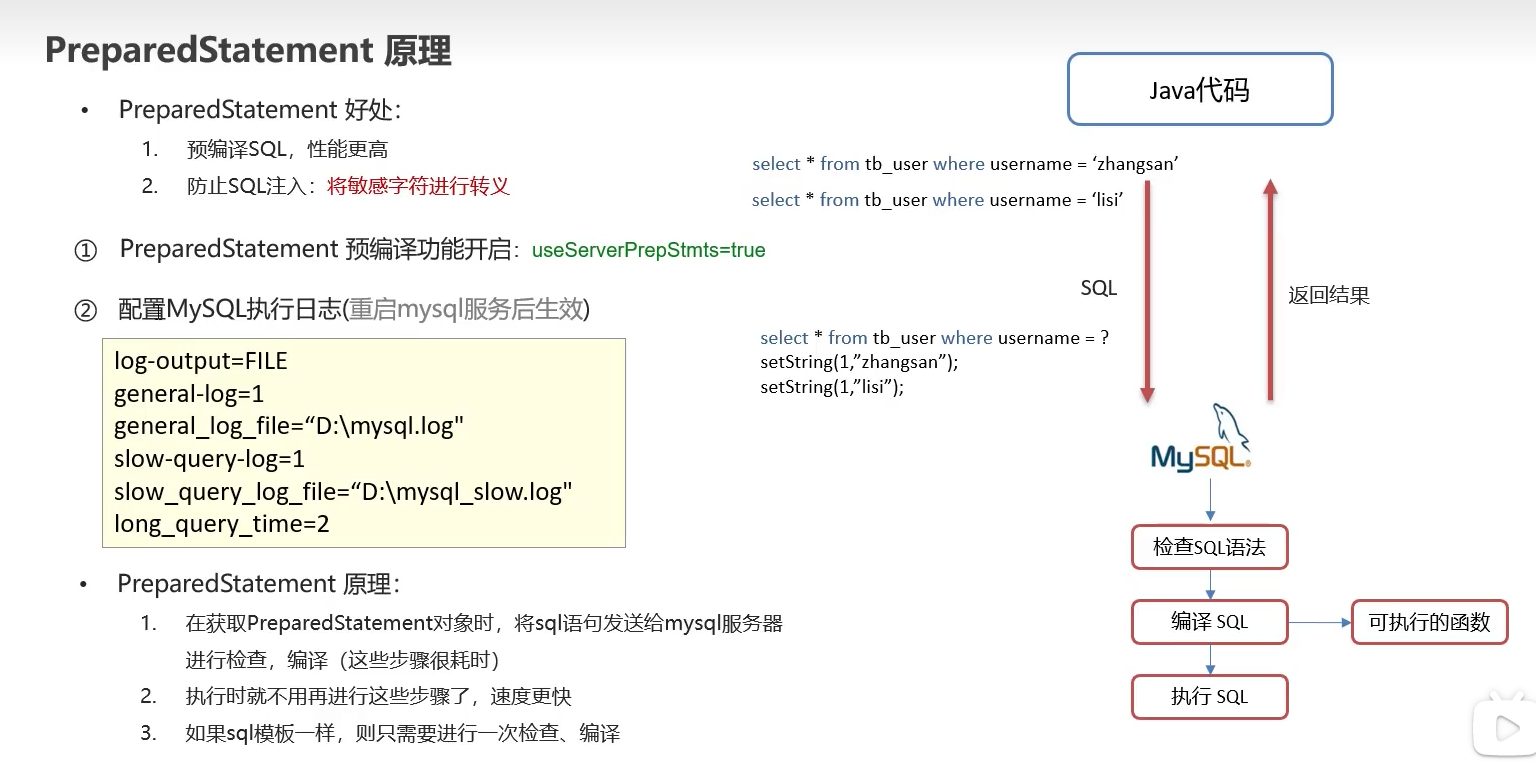 PreparedStatement 原理
• PreparedStatement 好处：
1. 预编译SQL，性能更高
2. 防止SQL注入：将敏感字符进行转义
① PreparedStatement 预编译功能开启：useServerPrepStmts=true
② 配置MySQL执行日志(重启mysql服务后生效)
log-output=FILE
general-log=1
general_log_file=“D:\mysql.log"
slow-query-log=1
slow_query_log_file=“D:\mysql_slow.log"
long_query_time=2
• PreparedStatement 原理：
1. 在获取PreparedStatement对象时，将sql语句发送给mysql服务器
进行检查，编译（这些步骤很耗时）
2. 执行时就不用再进行这些步骤了，速度更快
3. 如果sql模板一样，则只需要进行一次检查、编译
Java代码
select * from tb_user where username = ‘zhangsan’
select * from tb_user where username = ‘lisi’
SQL
返回结果
select * from tb_user where username = ?
setString(1,”zhangsan”);
setString(1,”lisi”);
MySQL®
检查SQL语法
编译 SQL
可执行的函数
执行 SQL